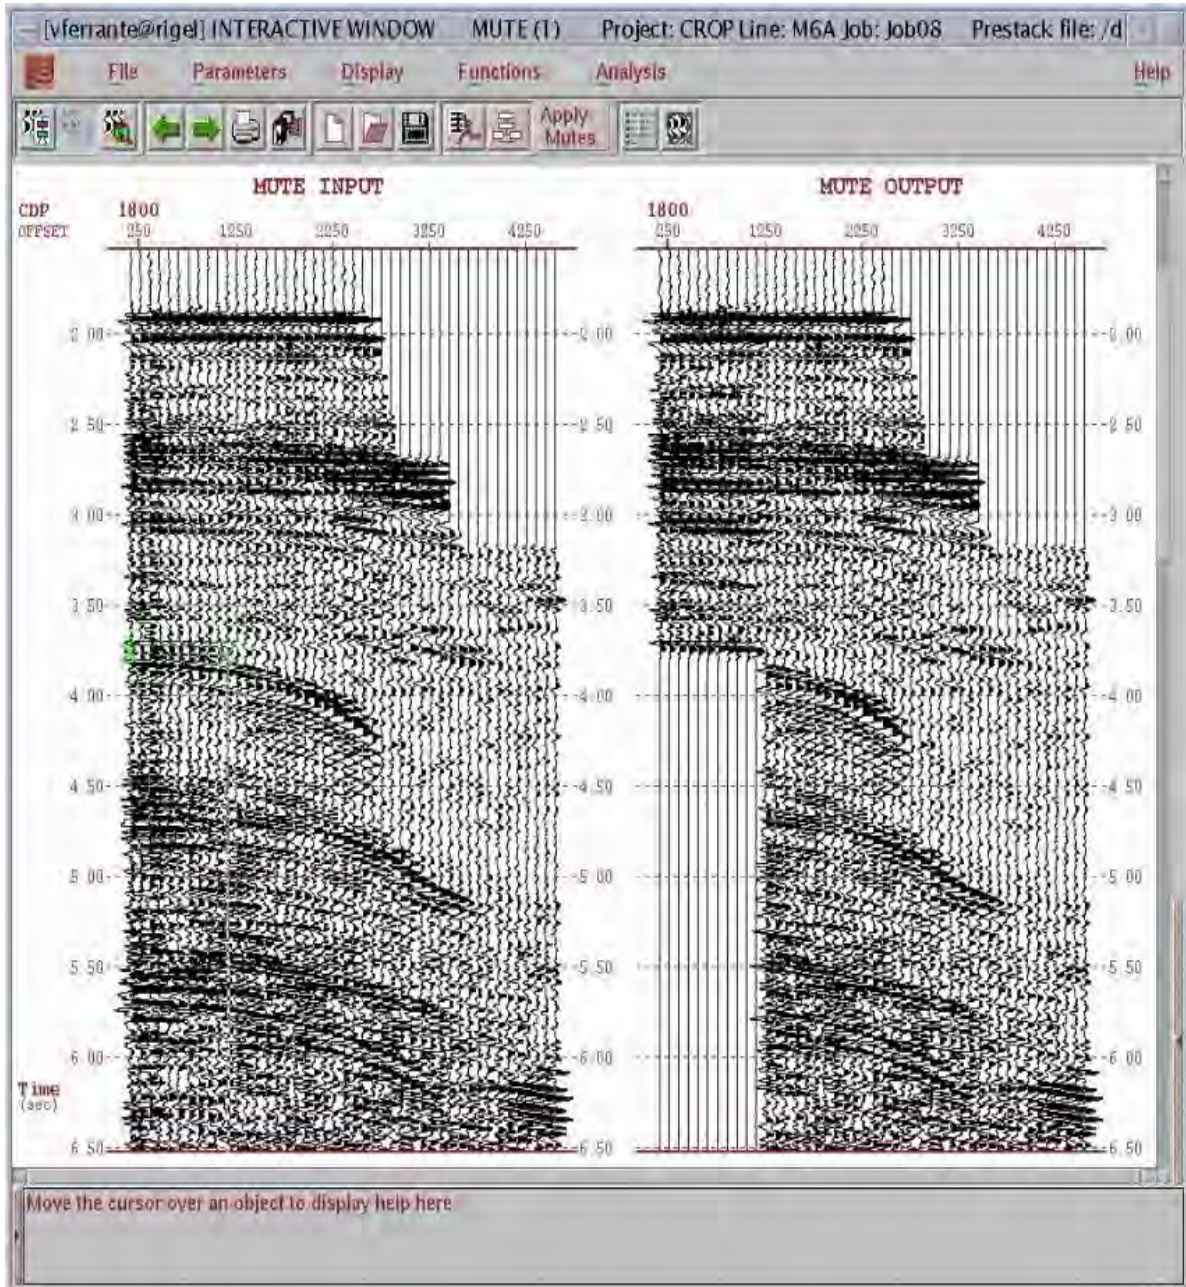 [vferrante@rigel] INTERACTIVE WINDOW MUTE (1) Project: CROP Line: M6A Job: Job08 Prestack file: /d
File Parameters Display Functions Analysis Help
Apply
Mutes
MUTE INPUT MUTE OUTPUT
CDP 1800 1800
OFFSET 250 1250 2250 3250 4250 250 1250 2250 3250 4250
2 00 2 00 2 00
2 50 2 50 2 50
3 00 3 00 3 00
3 50 3 50 3 50
4 00 4 00 4 00
4 50 4 50 4 50
5 00 5 00 5 00
5 50 5 50 5 50
6 00 6 00 6 00
Time
(sec)
6 50 6 50 6 50
Move the cursor over an object to display help here